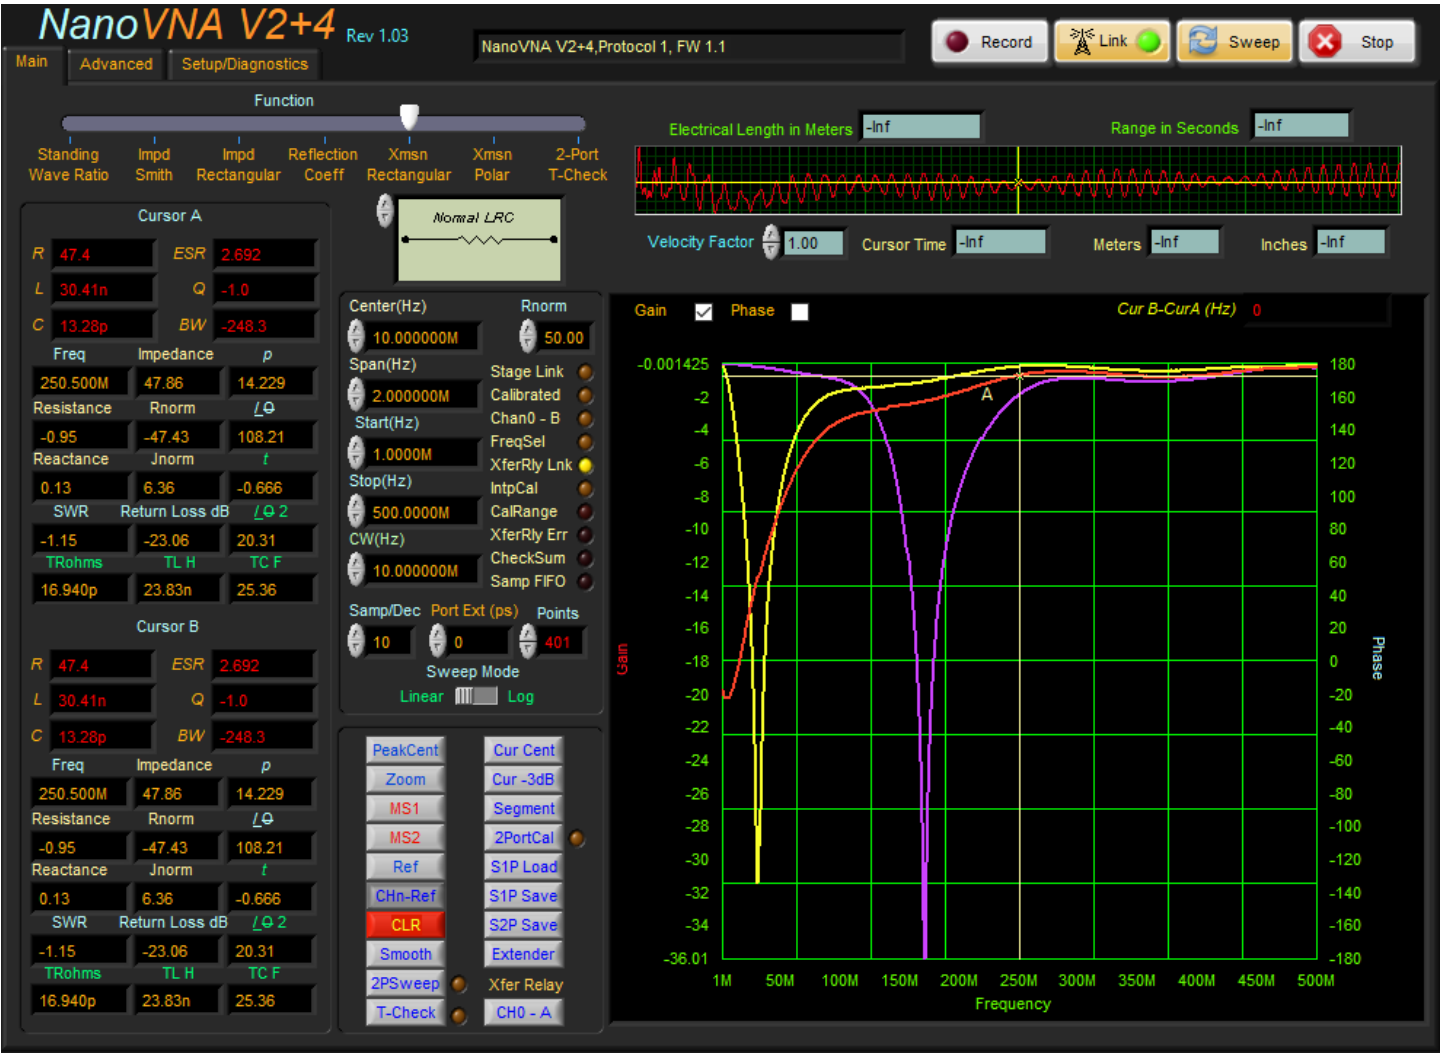 NanoVNA V2+4 Rev 1.03
NanoVNA V2+4,Protocol 1, FW 1.1
Record Link Sweep Stop
Main Advanced Setup/Diagnostics
Function
Standing Wave Ratio
Impd Smith
Impd Rectangular
Reflection Coeff
Xmsn Rectangular
Xmsn Polar
2-Port T-Check
Electrical Length in Meters -Inf Range in Seconds -Inf
Velocity Factor 1.00 Cursor Time -Inf Meters -Inf Inches -Inf
Cursor A
R 47.4 ESR 2.692
L 30.41n Q -1.0
C 13.28p BW -248.3
Freq Impedance p
250.500M 47.86 14.229
Resistance Rnorm /Θ
-0.95 -47.43 108.21
Reactance Jnorm t
0.13 6.36 -0.666
SWR Return Loss dB /Θ 2
-1.15 -23.06 20.31
TRohms TL H TC F
16.940p 23.83n 25.36
Cursor B
R 47.4 ESR 2.692
L 30.41n Q -1.0
C 13.28p BW -248.3
Freq Impedance p
250.500M 47.86 14.229
Resistance Rnorm /Θ
-0.95 -47.43 108.21
Reactance Jnorm t
0.13 6.36 -0.666
SWR Return Loss dB /Θ 2
-1.15 -23.06 20.31
TRohms TL H TC F
16.940p 23.83n 25.36
Normal LRC
Center(Hz) Rnorm
10.000000M 50.00
Span(Hz)
2.000000M
Start(Hz)
1.0000M
Stop(Hz)
500.0000M
CW(Hz)
10.000000M
Stage Link
Calibrated
Chan0 - B
FreqSel
XferRly Lnk
IntpCal
CalRange
XferRly Err
CheckSum
Samp FIFO
Samp/Dec Port Ext (ps) Points
10 0 401
Sweep Mode
Linear Log
PeakCent Cur Cent
Zoom Cur -3dB
MS1 Segment
MS2 2PortCal
Ref S1P Load
CHn-Ref S1P Save
CLR S2P Save
Smooth Extender
2PSweep Xfer Relay
T-Check CH0 - A
Gain Phase Cur B-CurA (Hz) 0
A
Gain
-0.001425
-2
-4
-6
-8
-10
-12
-14
-16
-18
-20
-22
-24
-26
-28
-30
-32
-34
-36.01
180
160
140
120
100
80
60
40
20
0
-20
-40
-60
-80
-100
-120
-140
-160
-180
Phase
1M 50M 100M 150M 200M 250M 300M 350M 400M 450M 500M
Frequency